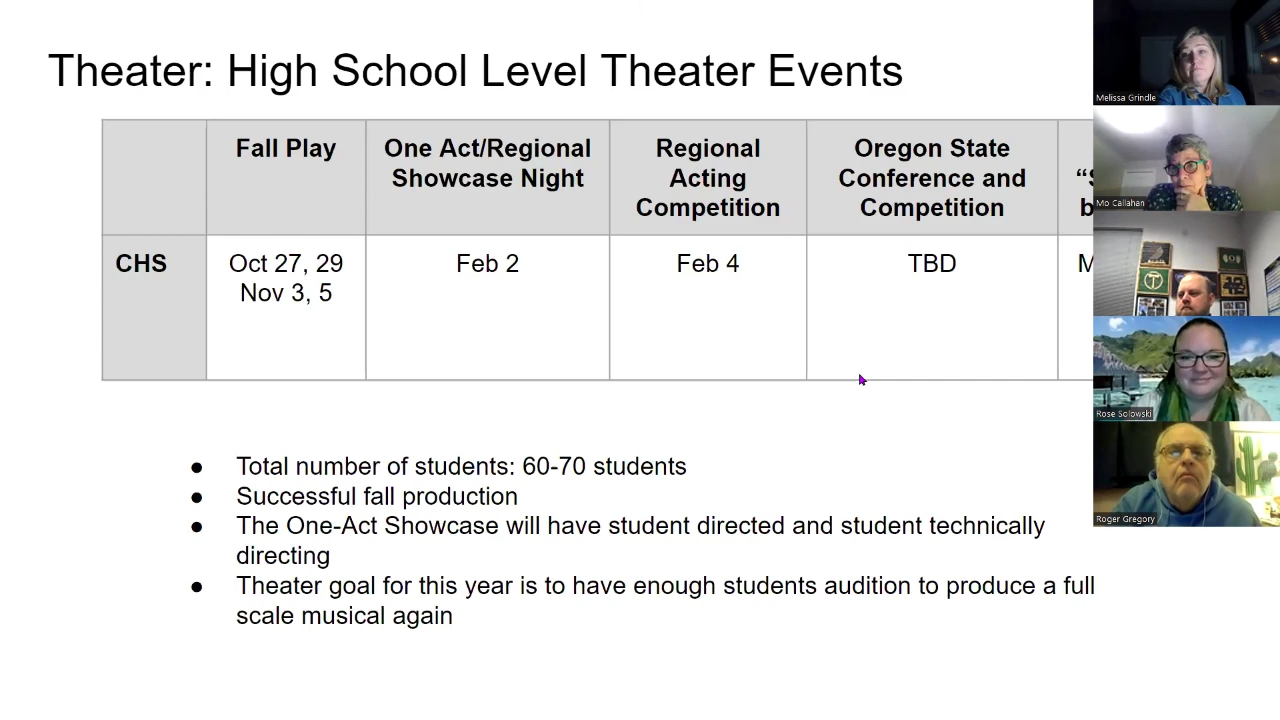 Theater: High School Level Theater Events
Fall Play
One Act/Regional
Showcase Night
Regional
Acting
Competition
Oregon State
Conference and
Competition
CHS
Oct 27, 29
Nov 3, 5
Feb 2
Feb 4
TBD
● Total number of students: 60-70 students
● Successful fall production
● The One-Act Showcase will have student directed and student technically
directing
● Theater goal for this year is to have enough students audition to produce a full
scale musical again
Melissa Grindle
Mo Callahan
Rose Solowski
Roger Gregory